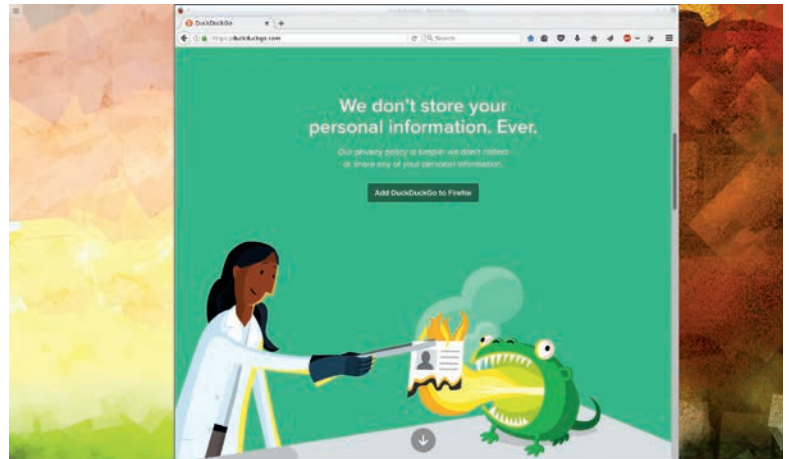 DuckDuckGo
https://duckduckgo.com
Search
We don't store your
personal information. Ever.
Our privacy policy is simple: we don't collect
or share any of your personal information.
Add DuckDuckGo to Firefox